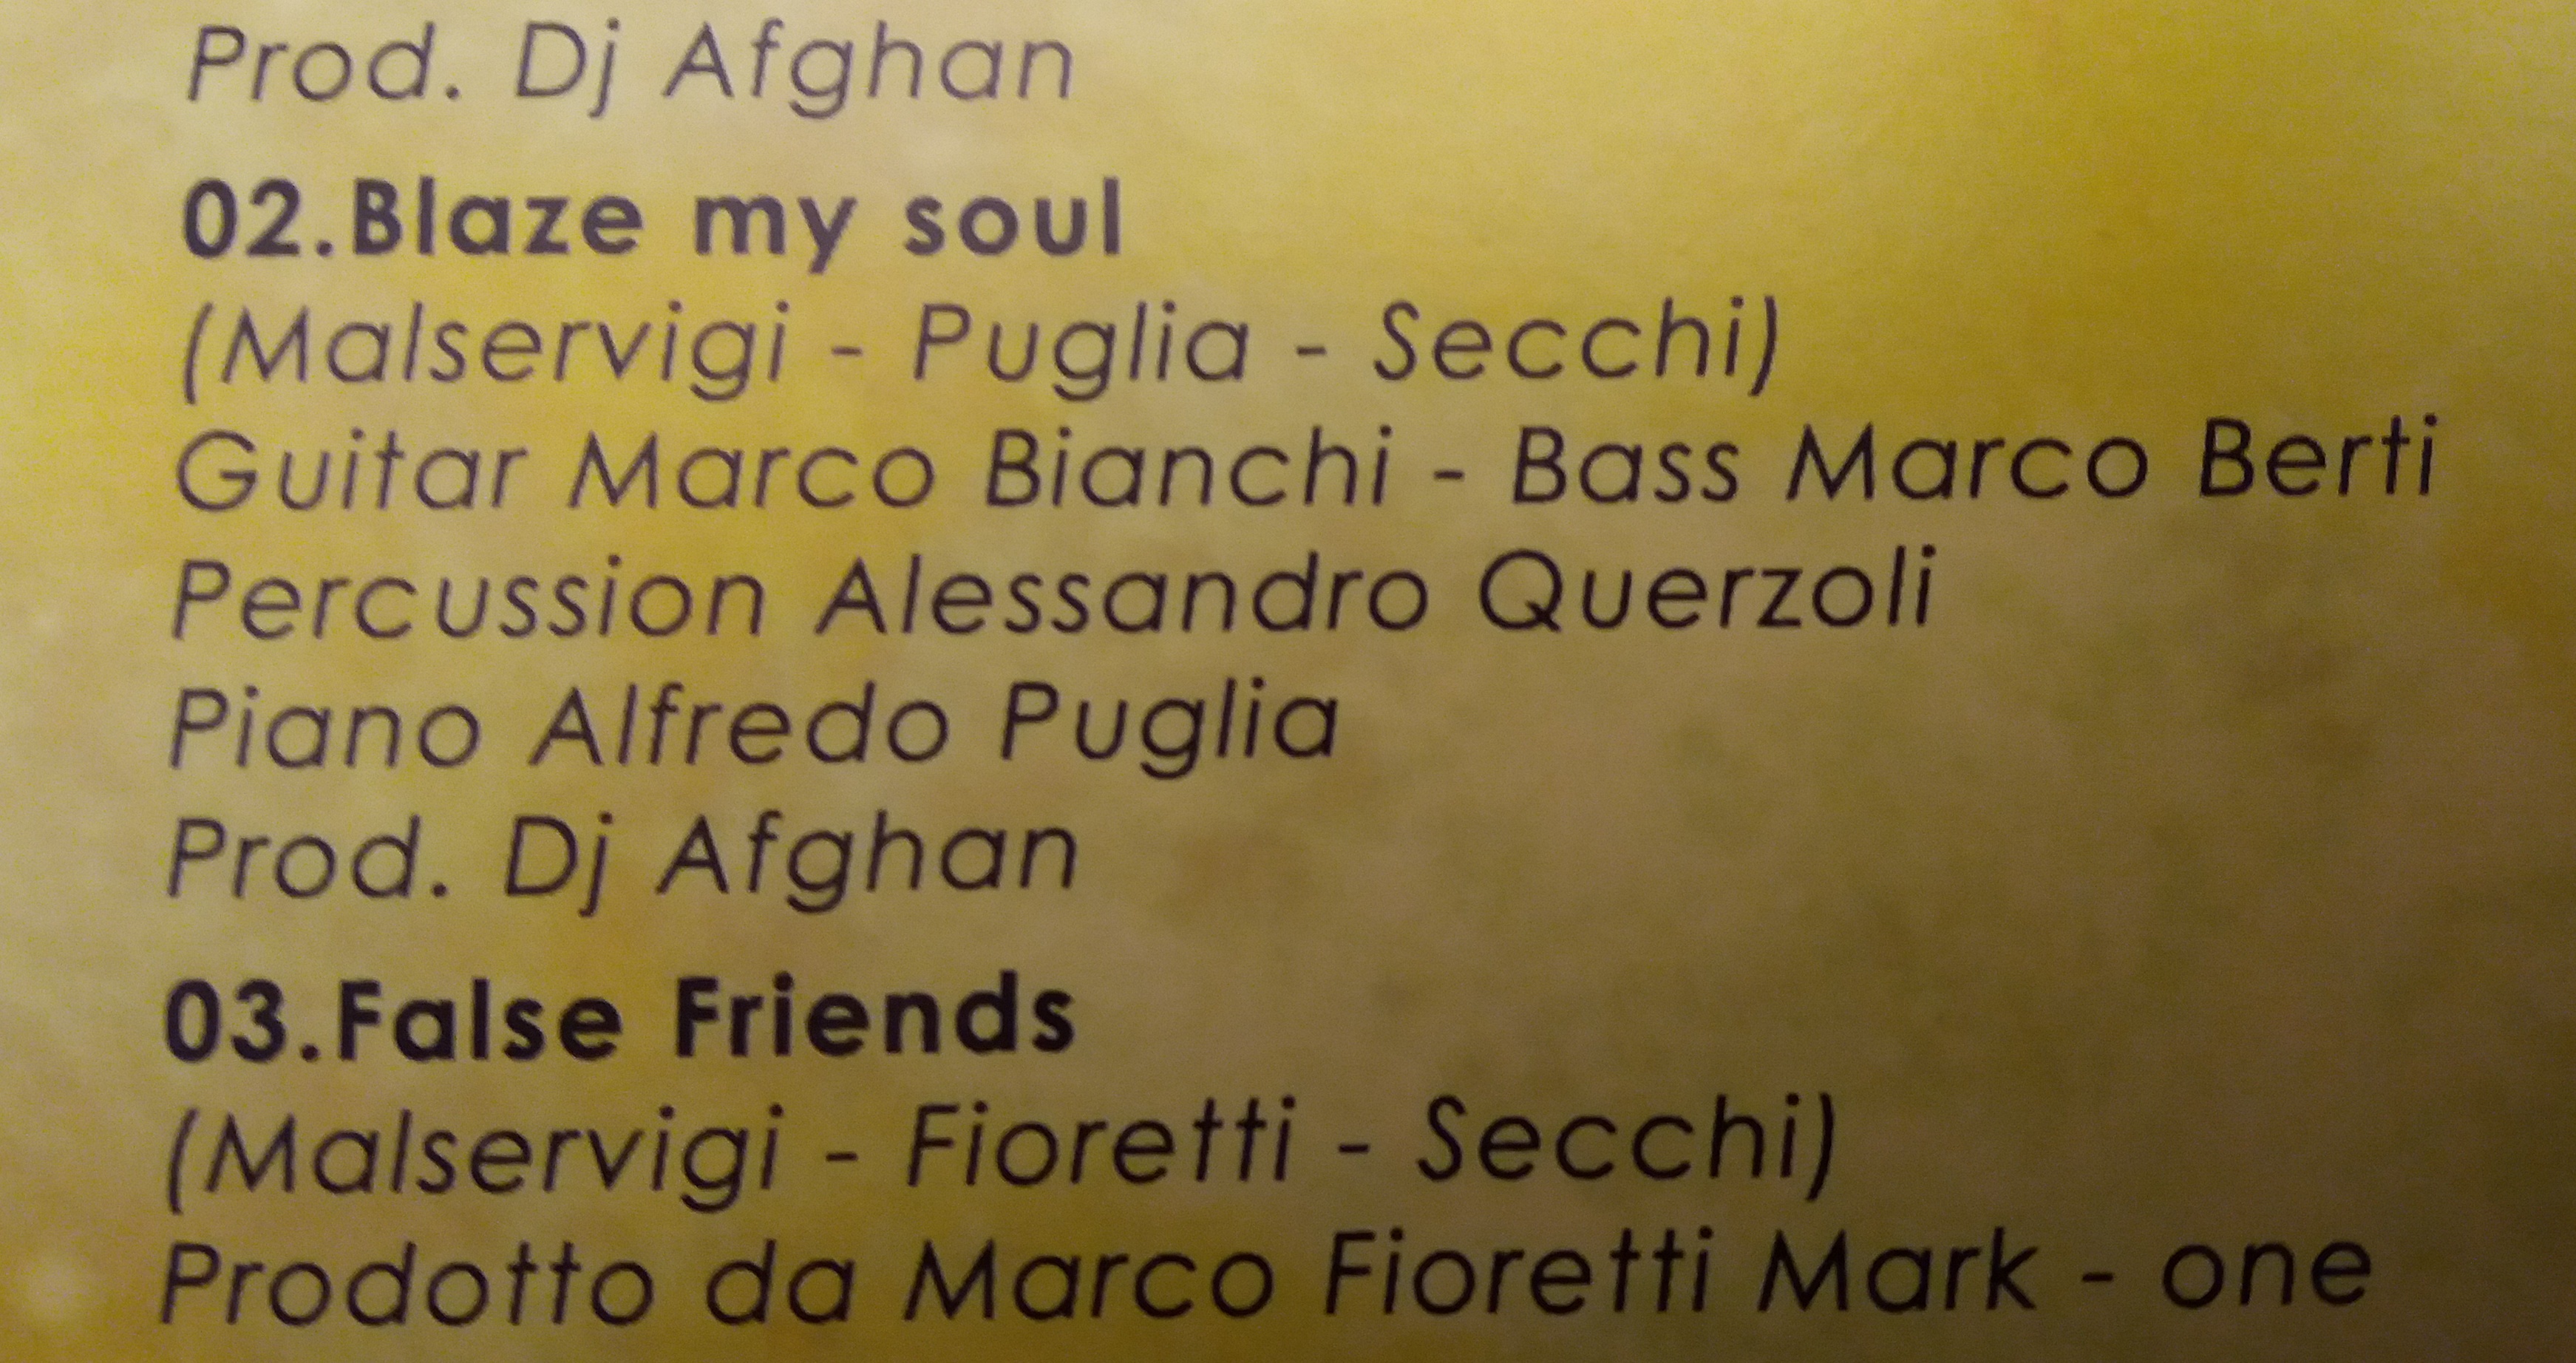 Prod. Dj Afghan
02.Blaze my soul
(Malservigi - Puglia - Secchi)
Guitar Marco Bianchi - Bass Marco Berti
Percussion Alessandro Querzoli
Piano Alfredo Puglia
Prod. Dj Afghan
03.False Friends
(Malservigi - Fioretti - Secchi)
Prodotto da Marco Fioretti Mark - one